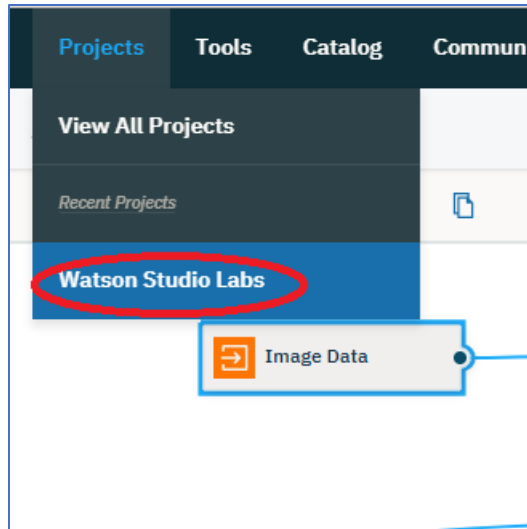 Projects Tools Catalog Commun
View All Projects
Recent Projects
Watson Studio Labs
Image Data